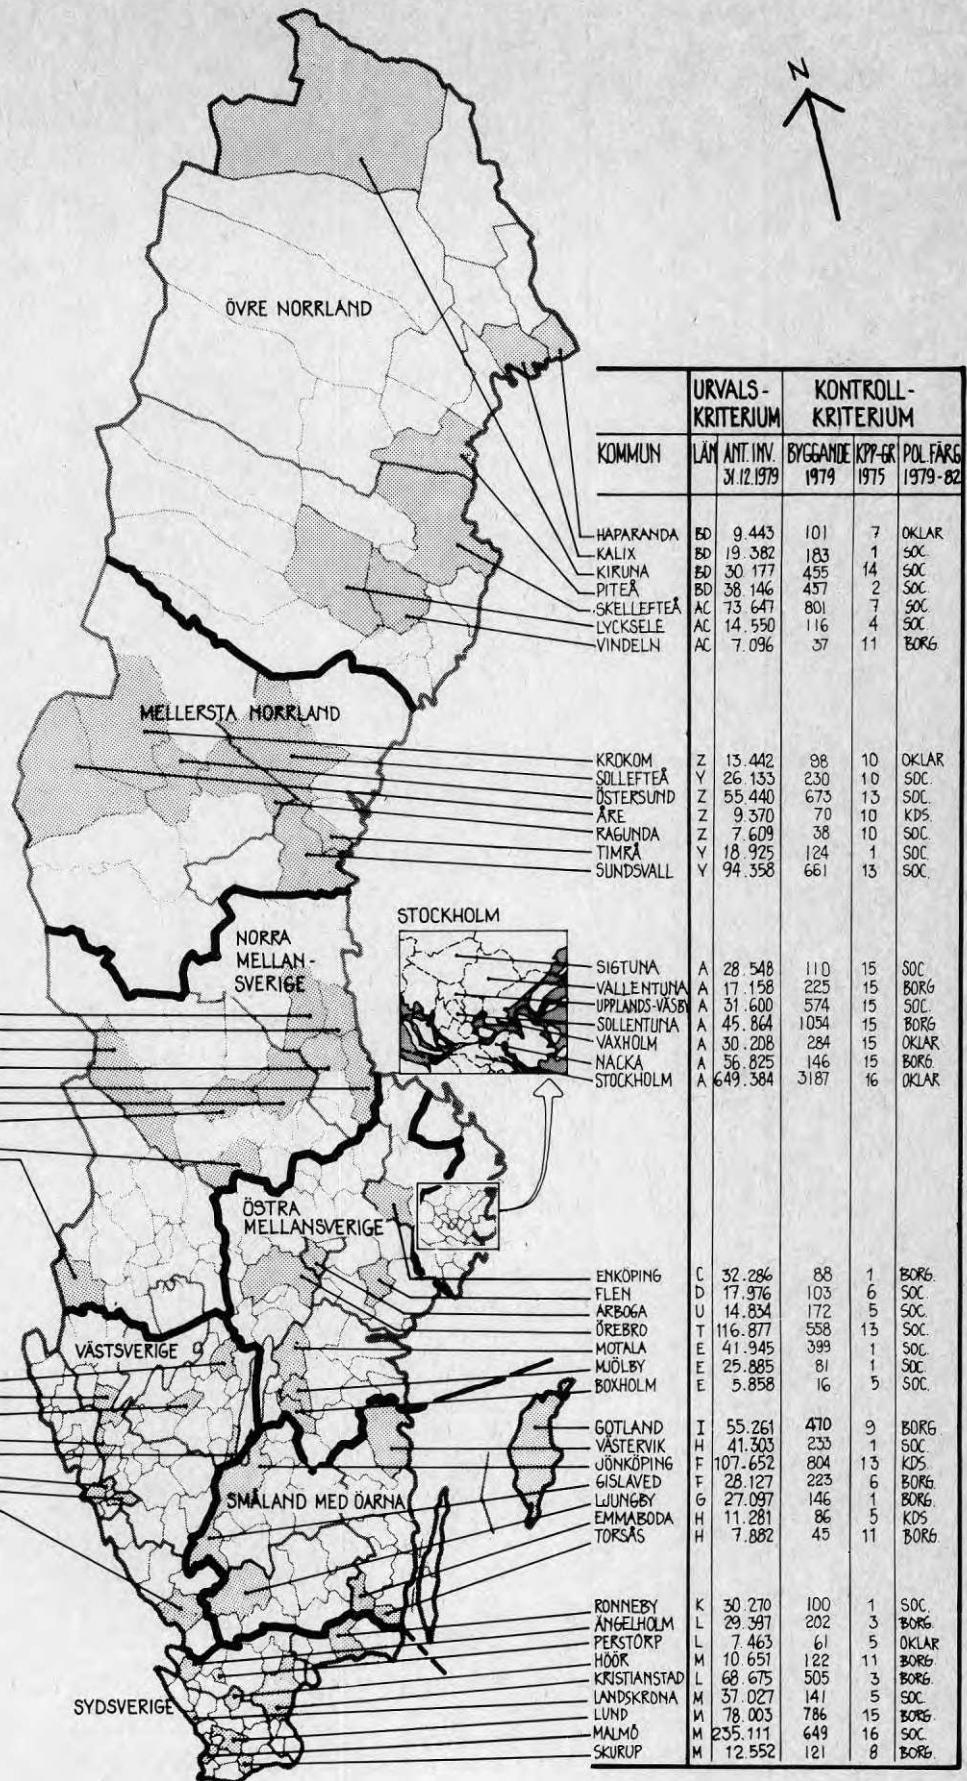 N
ÖVRE NORRLAND
MELLERSTA NORRLAND
NORRA
MELLAN-
SVERIGE
STOCKHOLM
ÖSTRA
MELLANSVERIGE
VÄSTSVERIGE
SMÅLAND MED ÖARNA
SYDSVERIGE
URVALS-KRITERIUM KONTROLL-KRITERIUM
KOMMUN LÄN ANT. INV. 31.12.1979 BYGGANDE 1979 KPP-GR 1975 POL. FÄRG 1979-82
HAPARANDA BD 9.443 101 7 OKLAR
KALIX BD 19.382 183 1 SOC.
KIRUNA BD 30.177 455 14 SOC.
PITEÅ BD 38.146 457 2 SOC.
SKELLEFTEÅ AC 73.647 801 7 SOC.
LYCKSELE AC 14.550 116 4 SOC.
VINDELN AC 7.096 37 11 BORG.
KROKOM Z 13.442 98 10 OKLAR
SOLLEFTEÅ Y 26.133 230 10 SOC.
ÖSTERSUND Z 55.440 673 13 SOC.
ÅRE Z 9.370 70 10 KDS.
RAGUNDA Z 7.609 38 10 SOC.
TIMRÅ Y 18.925 124 1 SOC.
SUNDSVALL Y 94.358 661 13 SOC.
SIGTUNA A 28.548 110 15 SOC
VALLENTUNA A 17.158 225 15 BORG
UPPLANDS-VÄSBY A 31.600 574 15 SOC.
SOLLENTUNA A 45.864 1054 15 BORG
VAXHOLM A 30.208 284 15 OKLAR
NACKA A 56.825 146 15 BORG.
STOCKHOLM A 649.384 3187 16 OKLAR
ENKÖPING C 32.286 88 1 BORG.
FLEN D 17.976 103 6 SOC.
ARBOGA U 14.834 172 5 SOC.
ÖREBRO T 116.877 558 13 SOC.
MOTALA E 41.945 399 1 SOC.
MJÖLBY E 25.885 81 1 SOC.
BOXHOLM E 5.858 16 5 SOC.
GOTLAND I 55.261 470 9 BORG
VÄSTERVIK H 41.303 233 1 SOC.
JÖNKÖPING F 107.652 804 13 KDS.
GISLAVED F 28.127 223 6 BORG.
LJUNGBY G 27.097 146 1 BORG.
EMMABODA H 11.281 86 5 KDS
TORSÅS H 7.882 45 11 BORG.
RONNEBY K 30.270 100 1 SOC.
ÄNGELHOLM L 29.397 202 3 BORG.
PERSTORP L 7.463 61 5 OKLAR
HÖÖR M 10.651 122 11 BORG.
KRISTIANSTAD L 68.675 505 3 BORG.
LANDSKRONA M 37.027 141 5 SOC.
LUND M 78.003 786 15 BORG.
MALMÖ M 235.111 649 16 SOC.
SKURUP M 12.552 121 8 BORG.